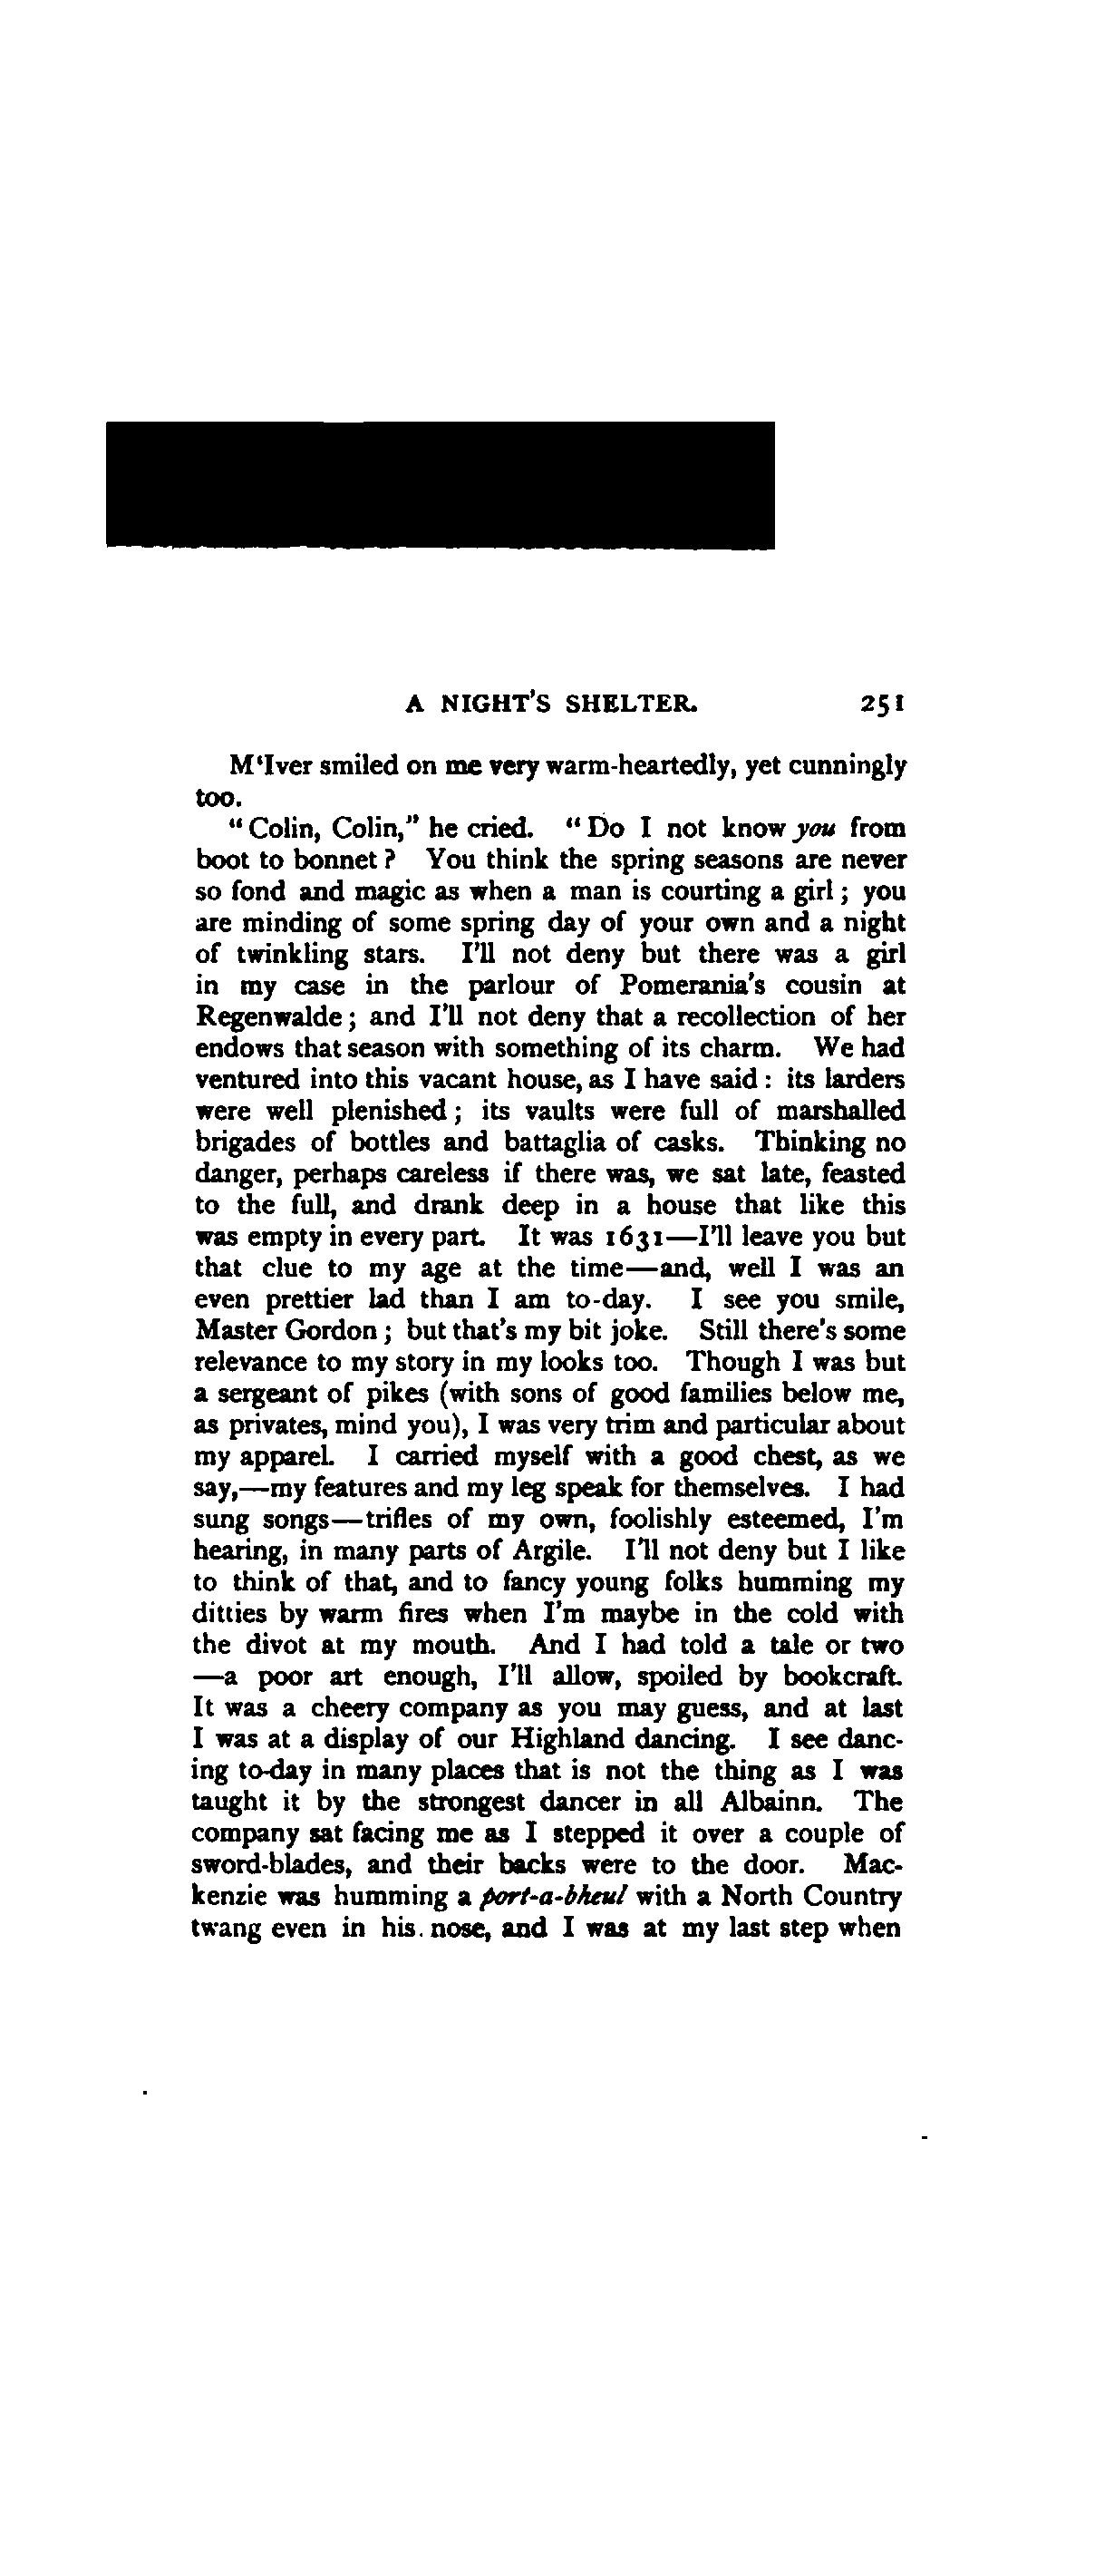 A NIGHT'S SHELTER. 251
M'Iver smiled on me very warm-heartedly, yet cunningly
too.
"Colin, Colin," he cried. "Do I not know you from
boot to bonnet? You think the spring seasons are never
so fond and magic as when a man is courting a girl; you
are minding of some spring day of your own and a night
of twinkling stars. I'll not deny but there was a girl
in my case in the parlour of Pomerania's cousin at
Regenwalde; and I'll not deny that a recollection of her
endows that season with something of its charm. We had
ventured into this vacant house, as I have said: its larders
were well plenished; its vaults were full of marshalled
brigades of bottles and battaglia of casks. Thinking no
danger, perhaps careless if there was, we sat late, feasted
to the full, and drank deep in a house that like this
was empty in every part. It was 1631—I'll leave you but
that clue to my age at the time—and, well I was an
even prettier lad than I am to-day. I see you smile,
Master Gordon; but that's my bit joke. Still there's some
relevance to my story in my looks too. Though I was but
a sergeant of pikes (with sons of good families below me,
as privates, mind you), I was very trim and particular about
my apparel. I carried myself with a good chest, as we
say,—my features and my leg speak for themselves. I had
sung songs—trifles of my own, foolishly esteemed, I'm
hearing, in many parts of Argile. I'll not deny but I like
to think of that, and to fancy young folks humming my
ditties by warm fires when I'm maybe in the cold with
the divot at my mouth. And I had told a tale or two
—a poor art enough, I'll allow, spoiled by bookcraft.
It was a cheery company as you may guess, and at last
I was at a display of our Highland dancing. I see danc-
ing to-day in many places that is not the thing as I was
taught it by the strongest dancer in all Albainn. The
company sat facing me as I stepped it over a couple of
sword-blades, and their backs were to the door. Mac-
kenzie was humming a port-a-bheul with a North Country
twang even in his nose, and I was at my last step when